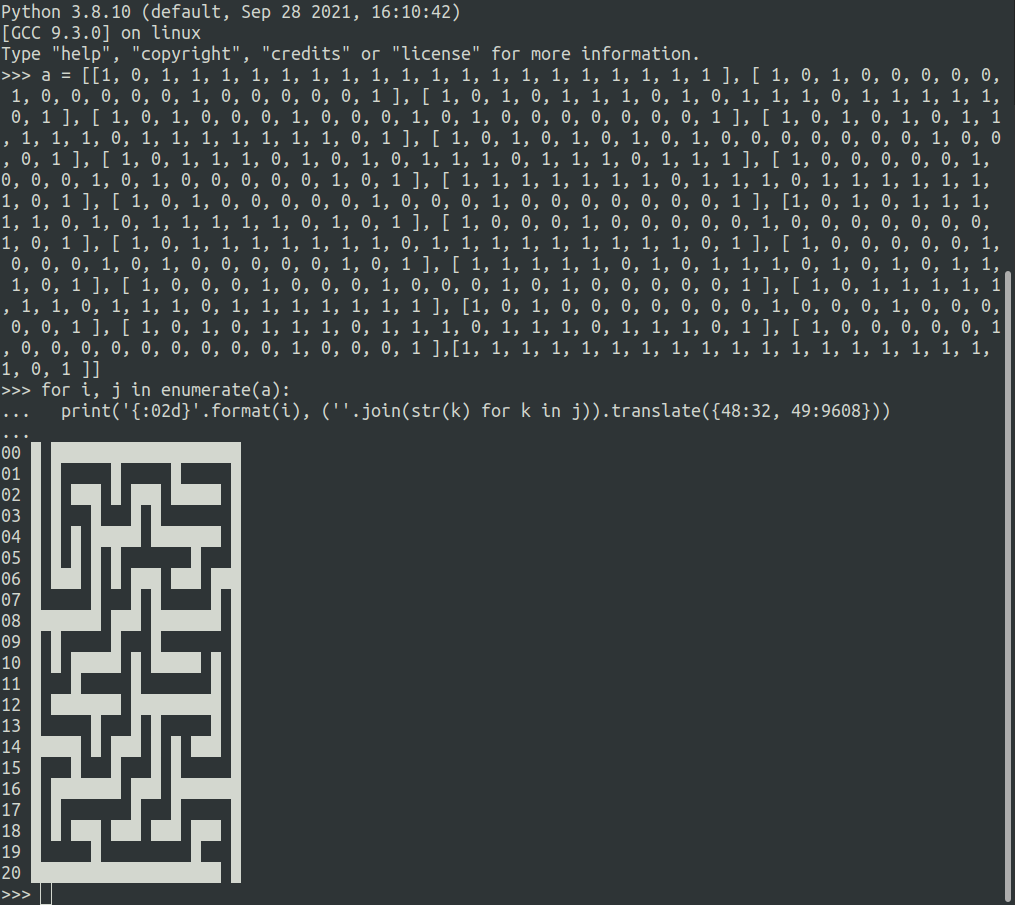 Python 3.8.10 (default, Sep 28 2021, 16:10:42)
[GCC 9.3.0] on linux
Type "help", "copyright", "credits" or "license" for more information.
>>> a = [[1, 0, 1, 1, 1, 1, 1, 1, 1, 1, 1, 1, 1, 1, 1, 1, 1, 1, 1, 1, 1 ], [ 1, 0, 1, 0, 0, 0, 0, 0,
 1, 0, 0, 0, 0, 0, 1, 0, 0, 0, 0, 0, 1 ], [ 1, 0, 1, 0, 1, 1, 1, 0, 1, 0, 1, 1, 1, 0, 1, 1, 1, 1, 1,
 0, 1 ], [ 1, 0, 1, 0, 0, 0, 1, 0, 0, 0, 1, 0, 1, 0, 0, 0, 0, 0, 0, 0, 1 ], [ 1, 0, 1, 0, 1, 0, 1, 1
, 1, 1, 1, 0, 1, 1, 1, 1, 1, 1, 1, 0, 1 ], [ 1, 0, 1, 0, 1, 0, 1, 0, 1, 0, 0, 0, 0, 0, 0, 0, 1, 0, 0
, 0, 1 ], [ 1, 0, 1, 1, 1, 0, 1, 0, 1, 0, 1, 1, 1, 0, 1, 1, 1, 0, 1, 1, 1 ], [ 1, 0, 0, 0, 0, 0, 1,
0, 0, 0, 1, 0, 1, 0, 0, 0, 0, 0, 1, 0, 1 ], [ 1, 1, 1, 1, 1, 1, 1, 0, 1, 1, 1, 0, 1, 1, 1, 1, 1, 1,
1, 0, 1 ], [ 1, 0, 1, 0, 0, 0, 0, 0, 1, 0, 0, 0, 1, 0, 0, 0, 0, 0, 0, 0, 1 ], [1, 0, 1, 0, 1, 1, 1,
1, 1, 0, 1, 0, 1, 1, 1, 1, 1, 0, 1, 0, 1 ], [ 1, 0, 0, 0, 1, 0, 0, 0, 0, 0, 1, 0, 0, 0, 0, 0, 0, 0,
1, 0, 1 ], [ 1, 0, 1, 1, 1, 1, 1, 1, 1, 0, 1, 1, 1, 1, 1, 1, 1, 1, 1, 0, 1 ], [ 1, 0, 0, 0, 0, 0, 1,
 0, 0, 0, 1, 0, 1, 0, 0, 0, 0, 0, 1, 0, 1 ], [ 1, 1, 1, 1, 1, 0, 1, 0, 1, 1, 1, 0, 1, 0, 1, 0, 1, 1,
 1, 0, 1 ], [ 1, 0, 0, 0, 1, 0, 0, 0, 1, 0, 0, 0, 1, 0, 1, 0, 0, 0, 0, 0, 1 ], [ 1, 0, 1, 1, 1, 1, 1
, 1, 1, 0, 1, 1, 1, 0, 1, 1, 1, 1, 1, 1, 1 ], [1, 0, 1, 0, 0, 0, 0, 0, 0, 0, 1, 0, 0, 0, 1, 0, 0, 0,
 0, 0, 1 ], [ 1, 0, 1, 0, 1, 1, 1, 0, 1, 1, 1, 0, 1, 1, 1, 0, 1, 1, 1, 0, 1 ], [ 1, 0, 0, 0, 0, 0, 1
, 0, 0, 0, 0, 0, 0, 0, 0, 0, 1, 0, 0, 0, 1 ],[1, 1, 1, 1, 1, 1, 1, 1, 1, 1, 1, 1, 1, 1, 1, 1, 1, 1,
1, 0, 1 ]]
>>> for i, j in enumerate(a):
...   print('{:02d}'.format(i), (''.join(str(k) for k in j)).translate({48:32, 49:9608}))
...
00
01
02
03
04
05
06
07
08
09
10
11
12
13
14
15
16
17
18
19
20
>>>